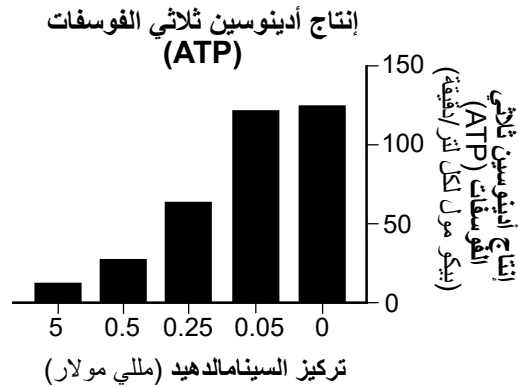 إنتاج أدينوسين ثلاثي الفوسفات
(ATP)
إنتاج أدينوسين ثلاثي
الفوسفات (ATP)
(بيكو مول لكل لتر/دقيقة)
150
100
50
0
5 0.5 0.25 0.05 0
تركيز السينامالدهيد (مللي مولار)